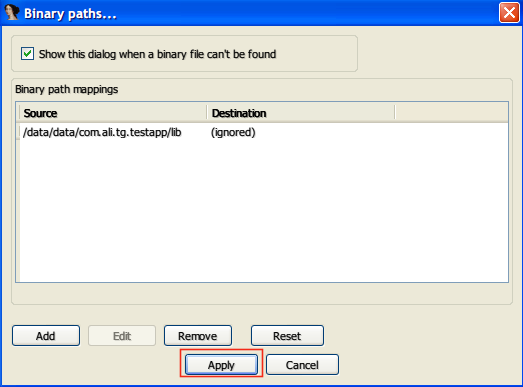 Binary paths...
Show this dialog when a binary file can't be found
Binary path mappings
Source Destination
/data/data/com.ali.tg.testapp/lib (ignored)
Add Edit Remove Reset
Apply Cancel